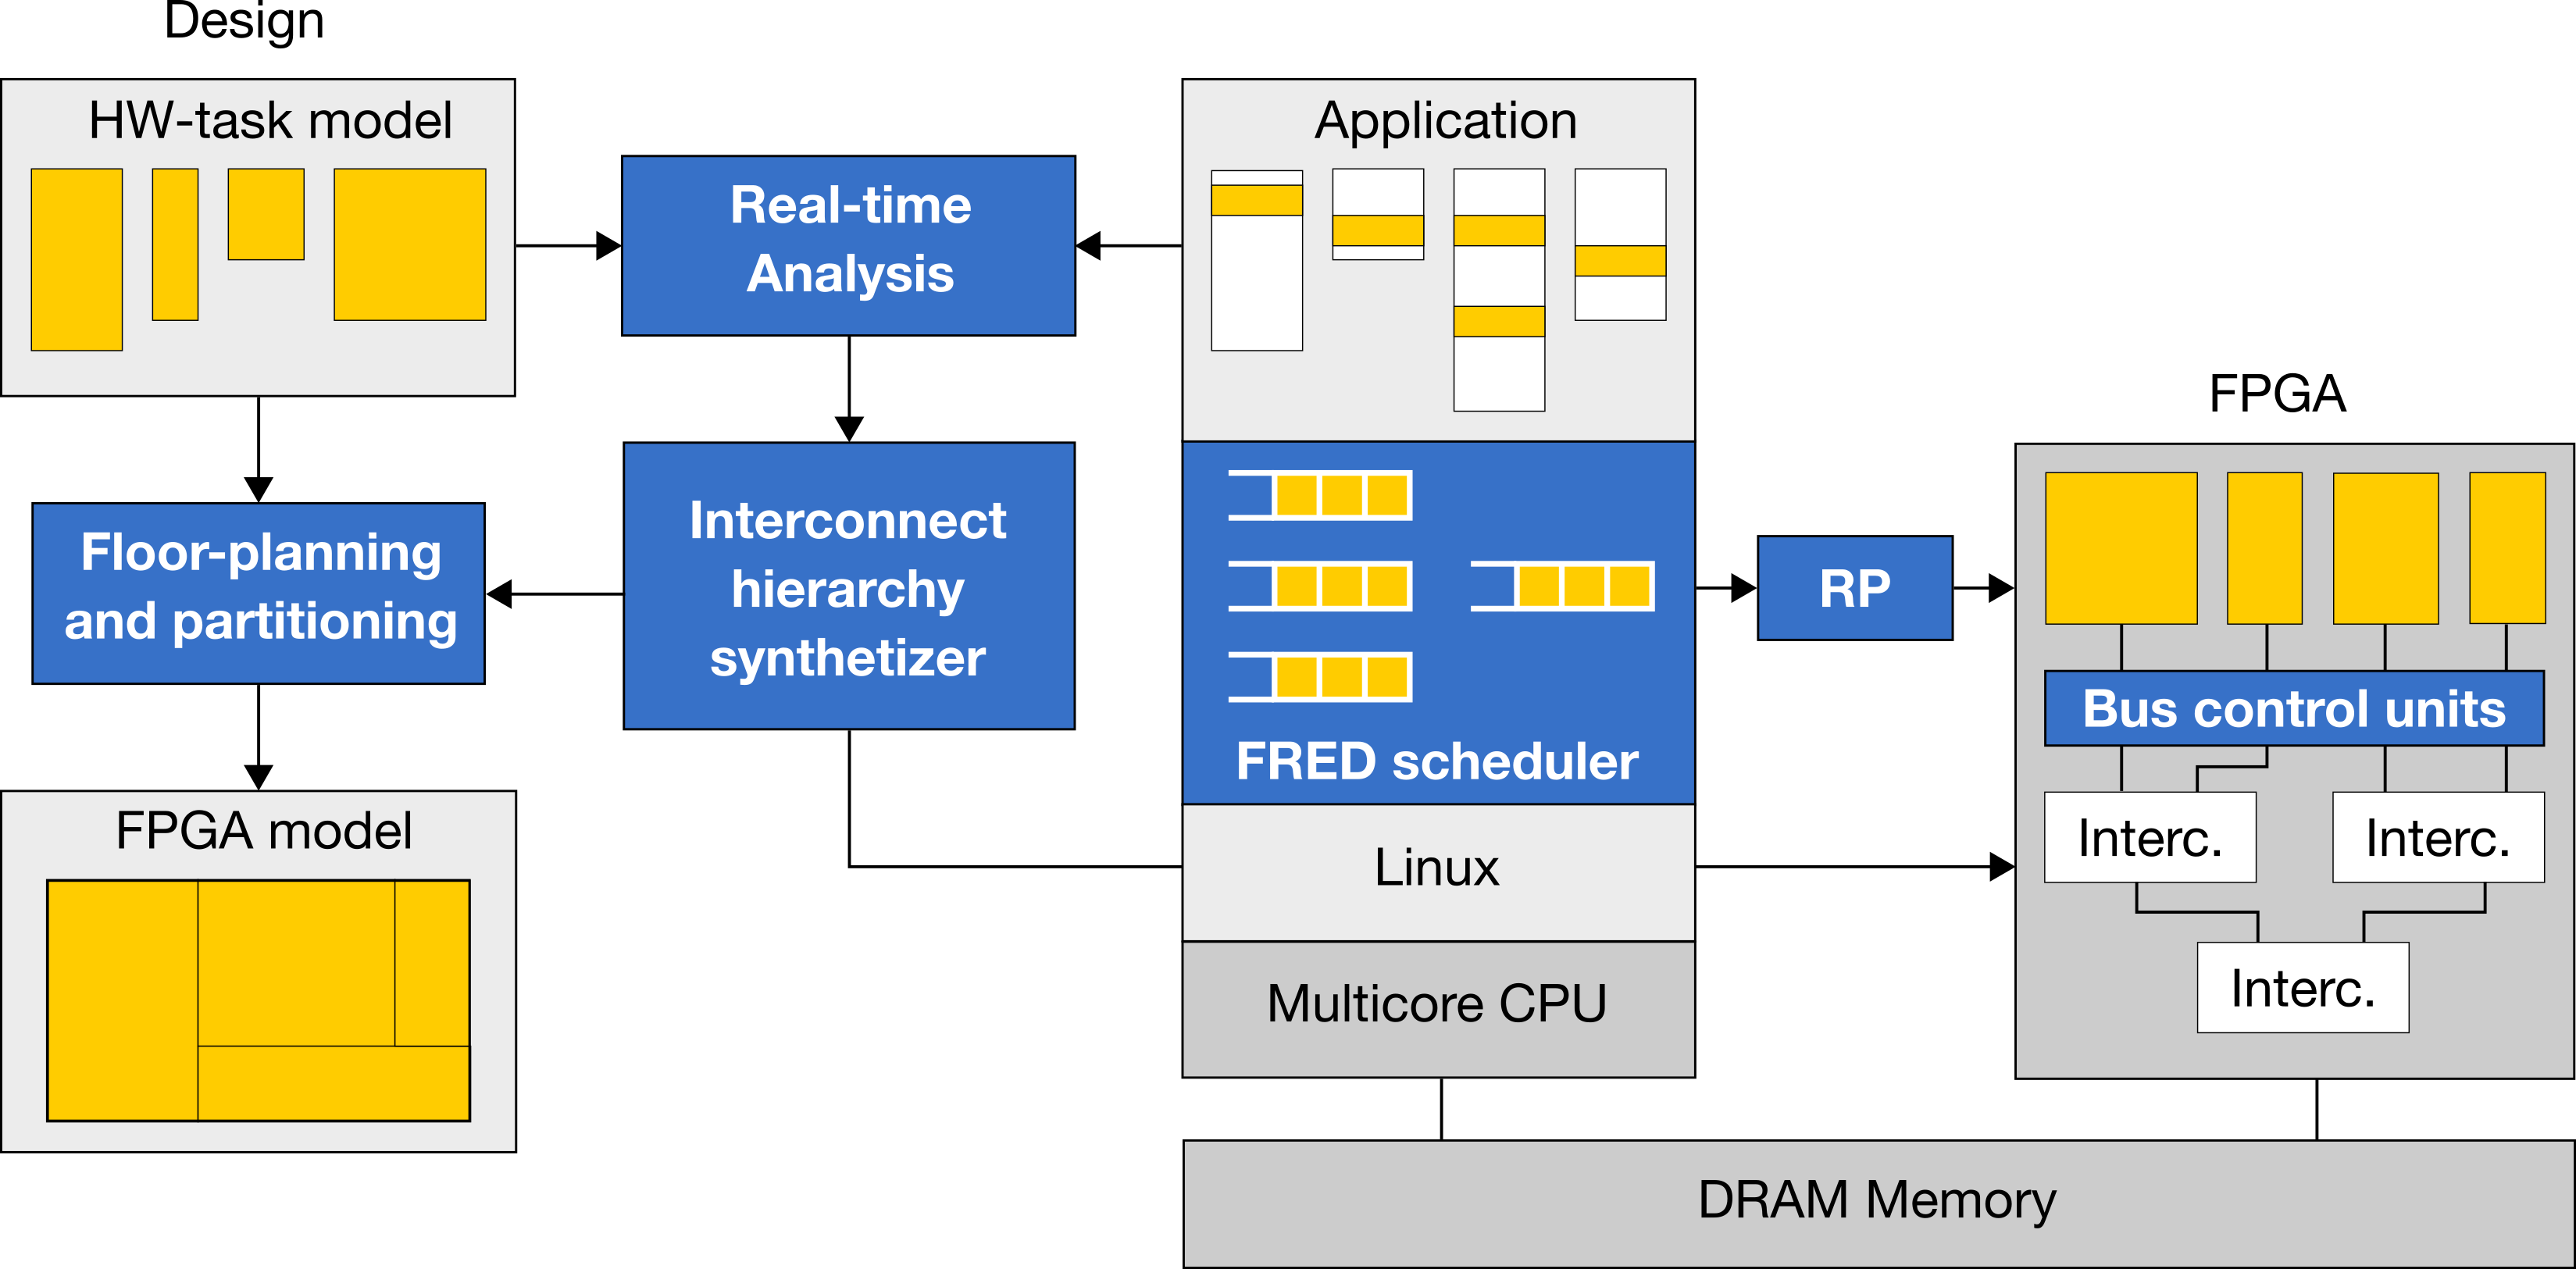 Design
HW-task model
Real-time
Analysis
Application
FPGA
Floor-planning
and partitioning
Interconnect
hierarchy
synthetizer
FRED scheduler
RP
Bus control units
Interc.
Interc.
Interc.
FPGA model
Linux
Multicore CPU
DRAM Memory